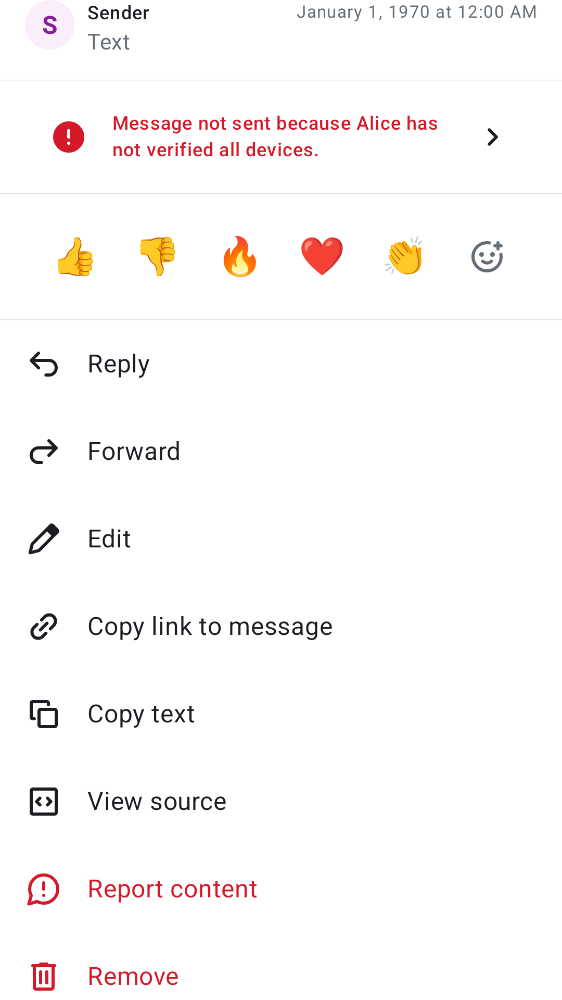 S
Sender
January 1, 1970 at 12:00 AM
Text
Message not sent because Alice has
not verified all devices.
Reply
Forward
Edit
Copy link to message
Copy text
View source
Report content
Remove